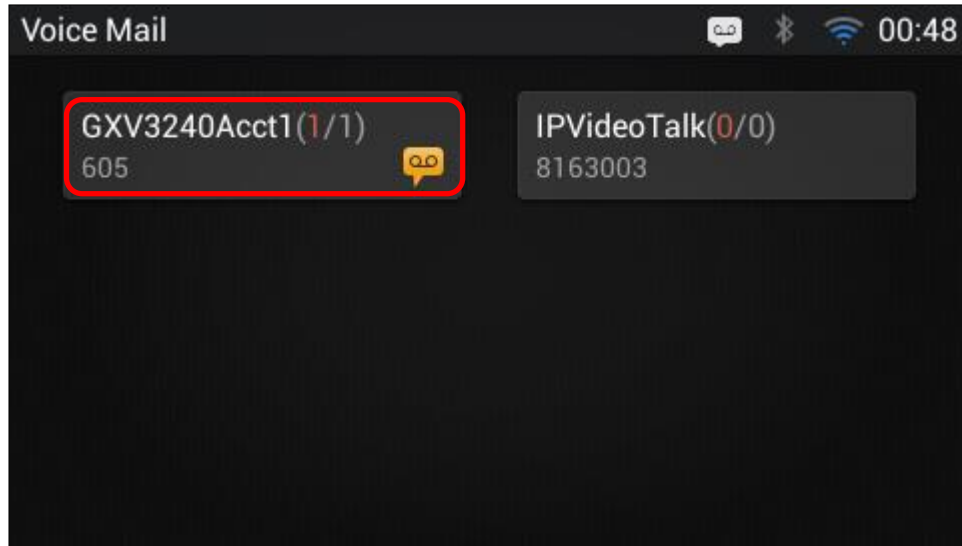 Voice Mail 00:48
GXV3240Acct1(1/1)
605
IPVideoTalk(0/0)
8163003